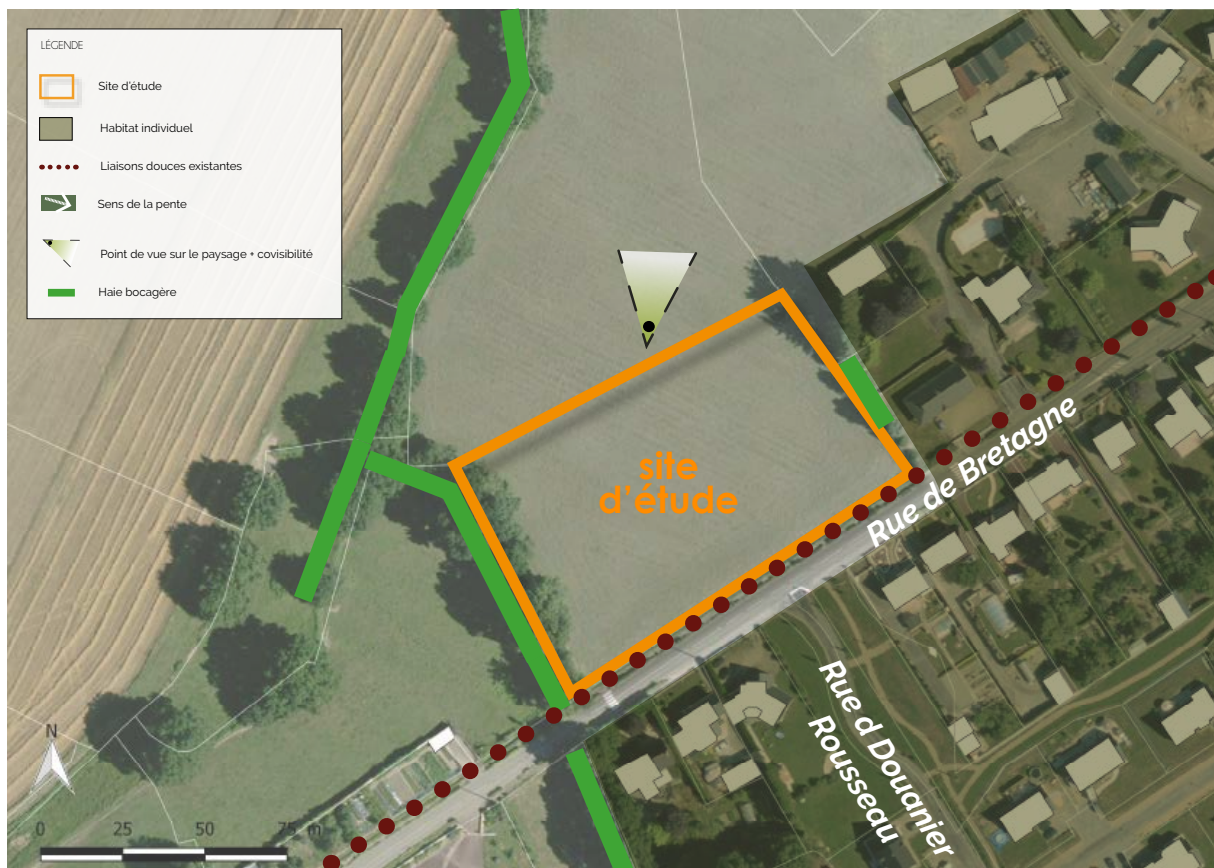 LÉGENDE
Site d'étude
Habitat individuel
Liaisons douces existantes
Sens de la pente
Point de vue sur le paysage + covisibilité
Haie bocagère
site
d'étude
Rue de Bretagne
Rue d Douanier
Rousseau
N
0 25 50 75 m